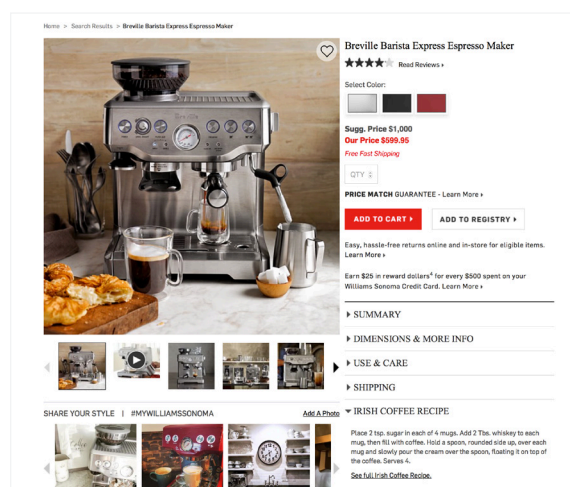 Home > Search Results > Breville Barista Express Espresso Maker
Breville
Breville Barista Express Espresso Maker
Read Reviews
Select Color:
Sugg. Price $1,000
Our Price $599.95
Free Fast Shipping
QTY
PRICE MATCH GUARANTEE - Learn More
ADD TO CART
ADD TO REGISTRY
Easy, hassle-free returns online and in-store for eligible items.
Learn More
Earn $25 in reward dollars⁴ for every $500 spent on your
Williams Sonoma Credit Card. Learn More
SUMMARY
DIMENSIONS & MORE INFO
USE & CARE
SHIPPING
IRISH COFFEE RECIPE
Place 2 tsp. sugar in each of 4 mugs. Add 2 Tbs. whiskey to each
mug, then fill with coffee. Hold a spoon, rounded side up, over each
mug and slowly pour the cream over the spoon, floating it on top of
the coffee. Serves 4.
See full Irish Coffee Recipe.
SHARE YOUR STYLE | #MYWILLIAMSSONOMA
Add A Photo